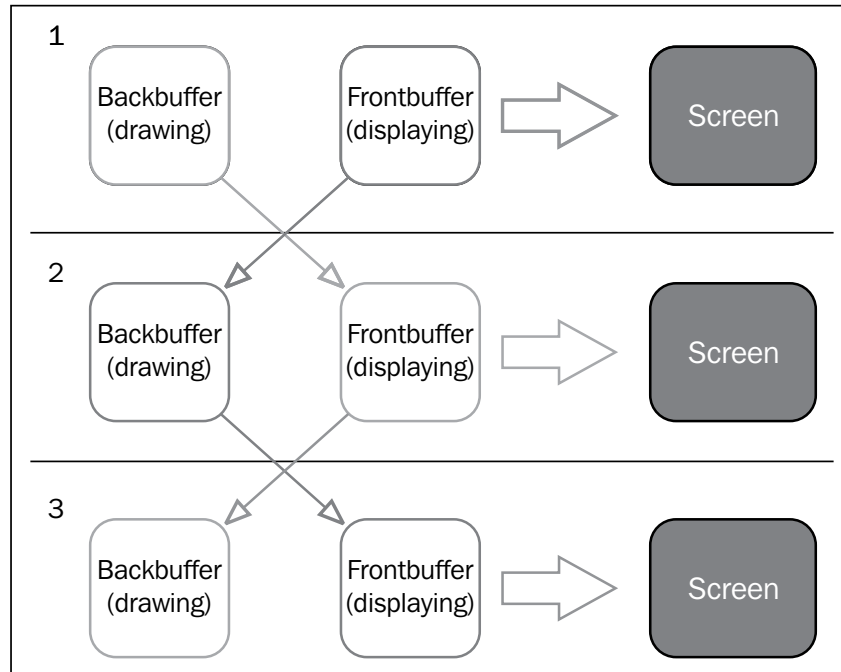 1
Backbuffer
(drawing)
Frontbuffer
(displaying)
Screen
2
Backbuffer
(drawing)
Frontbuffer
(displaying)
Screen
3
Backbuffer
(drawing)
Frontbuffer
(displaying)
Screen